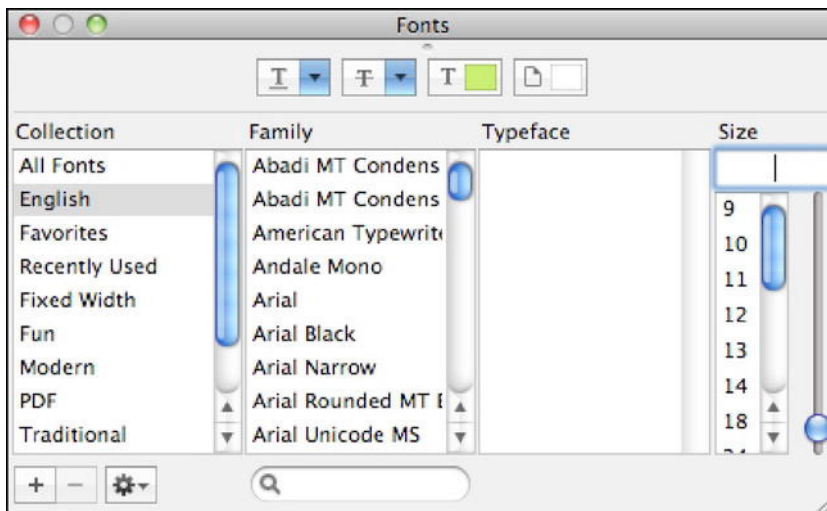 Fonts
T T T
Collection Family Typeface Size
All Fonts
English
Favorites
Recently Used
Fixed Width
Fun
Modern
PDF
Traditional
Abadi MT Condens
Abadi MT Condens
American Typewrite
Andale Mono
Arial
Arial Black
Arial Narrow
Arial Rounded MT E
Arial Unicode MS
9
10
11
12
13
14
18
24
+ −